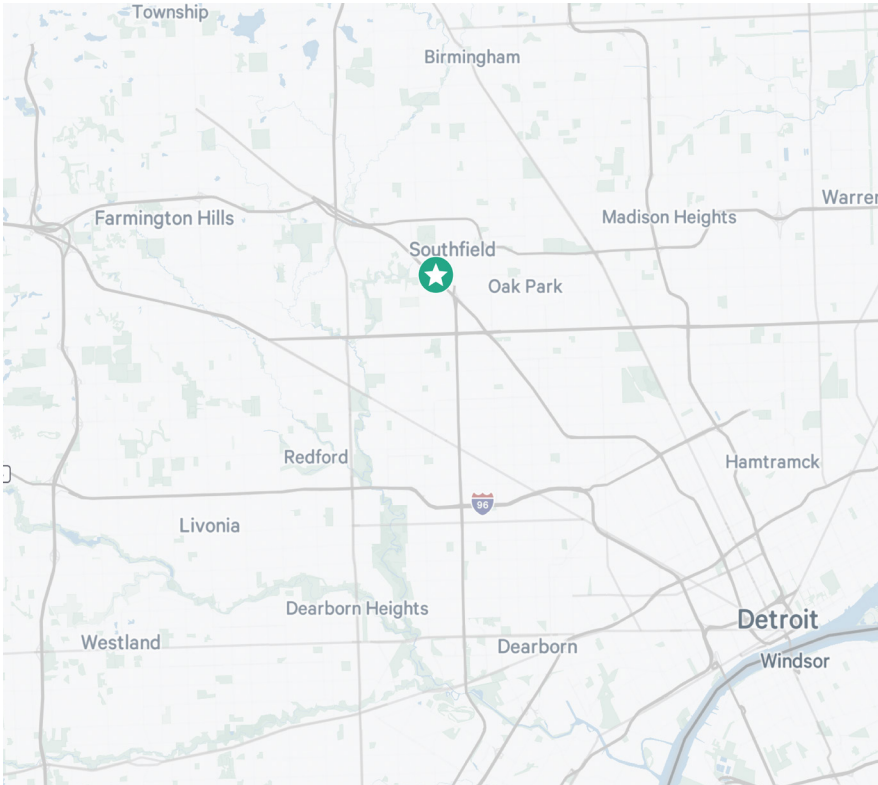 Township
Birmingham
Farmington Hills
Madison Heights
Warren
Southfield
Oak Park
Redford
Hamtramck
96
Livonia
Dearborn Heights
Detroit
Westland
Dearborn
Windsor